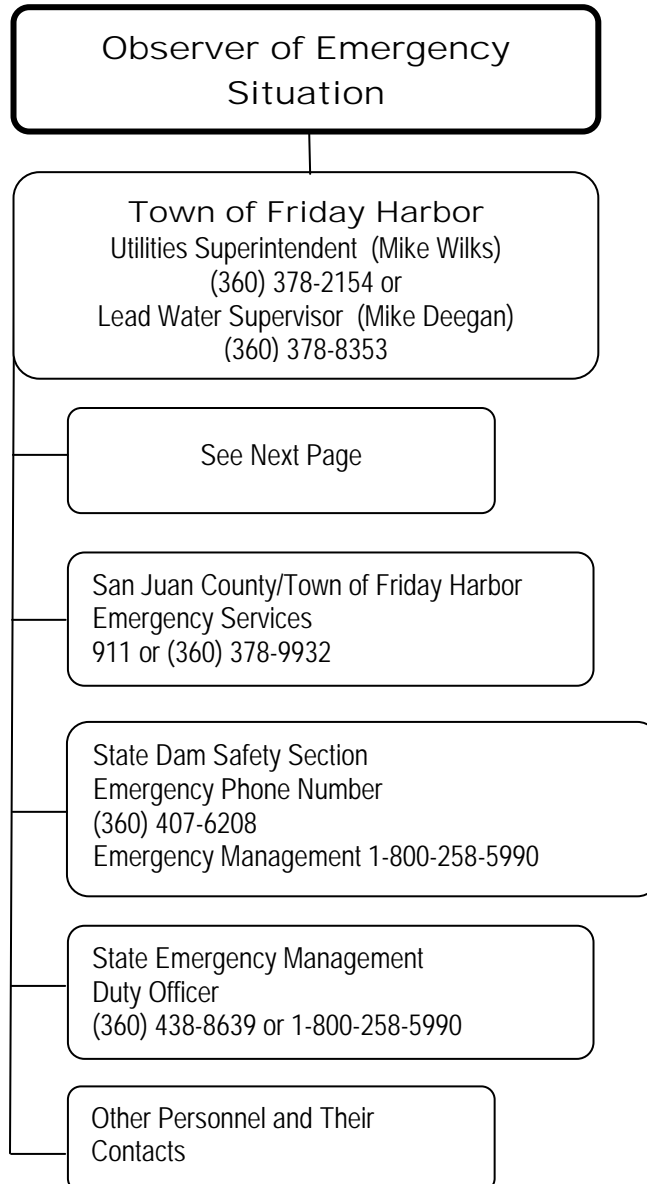 Observer of Emergency
Situation
Town of Friday Harbor
Utilities Superintendent (Mike Wilks)
(360) 378-2154 or
Lead Water Supervisor (Mike Deegan)
(360) 378-8353
See Next Page
San Juan County/Town of Friday Harbor
Emergency Services
911 or (360) 378-9932
State Dam Safety Section
Emergency Phone Number
(360) 407-6208
Emergency Management 1-800-258-5990
State Emergency Management
Duty Officer
(360) 438-8639 or 1-800-258-5990
Other Personnel and Their
Contacts